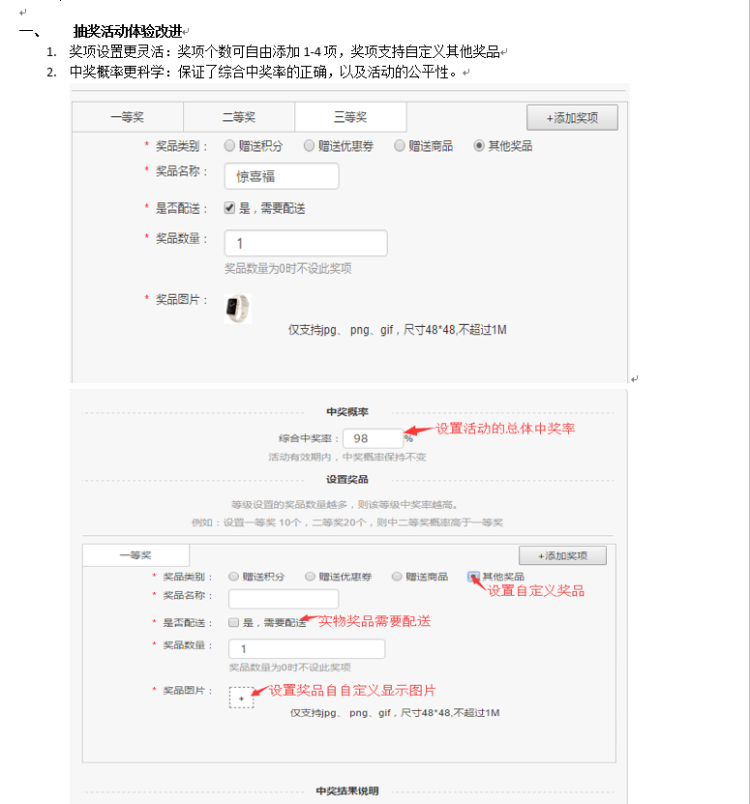 一、 抽奖活动体验改进
1. 奖项设置更灵活：奖项个数可自由添加 1-4 项，奖项支持自定义其他奖品
2. 中奖概率更科学：保证了综合中奖率的正确，以及活动的公平性。
一等奖 二等奖 三等奖 +添加奖项
* 奖品类别： 赠送积分 赠送优惠券 赠送商品 其他奖品
* 奖品名称： 惊喜福
* 是否配送： 是，需要配送
* 奖品数量： 1
奖品数量为0时不设此奖项
* 奖品图片：
仅支持jpg、png、gif，尺寸48*48,不超过1M
中奖概率
综合中奖率： 98 % 设置活动的总体中奖率
活动有效期内，中奖概率保持不变
设置奖品
等级设置的奖品数量越多，则该等级中奖率越高。
例如：设置一等奖 10个，二等奖20个，则中二等奖概率高于一等奖
一等奖 +添加奖项
* 奖品类别： 赠送积分 赠送优惠券 赠送商品 其他奖品
设置自定义奖品
* 奖品名称：
* 是否配送： 是，需要配送 实物奖品需要配送
* 奖品数量： 1
奖品数量为0时不设此奖项
* 奖品图片： + 设置奖品自自定义显示图片
仅支持jpg、png、gif，尺寸48*48,不超过1M
中奖结果说明